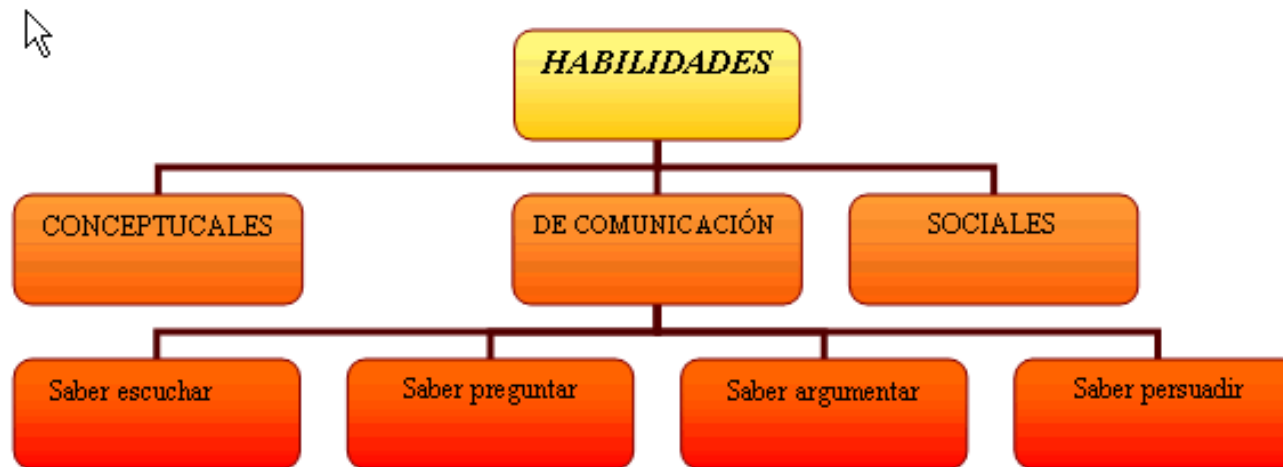 HABILIDADES
CONCEPTUCALES
DE COMUNICACIÓN
SOCIALES
Saber escuchar
Saber preguntar
Saber argumentar
Saber persuadir